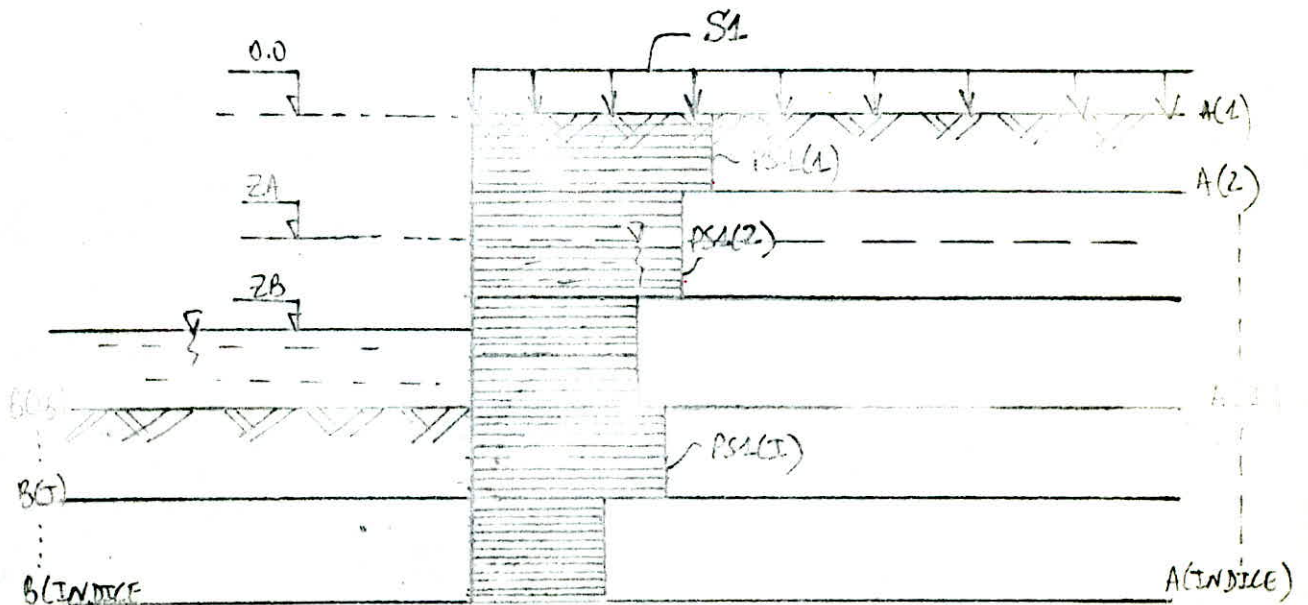 S1
0.0
A(1)
PS1(1)
ZA
A(2)
PS1(2)
ZB
PS1(I)
B(J)
B(INDICE
A(INDICE)